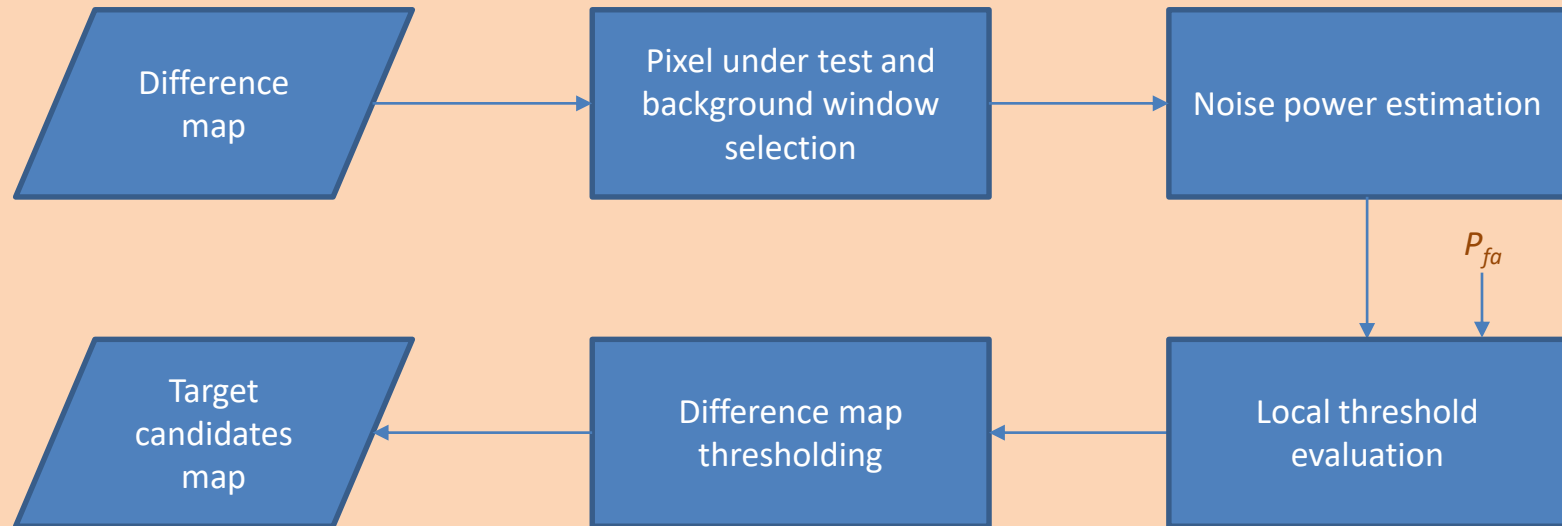 Difference
map
Pixel under test and
background window
selection
Noise power estimation
P_fa
Local threshold
evaluation
Difference map
thresholding
Target
candidates
map